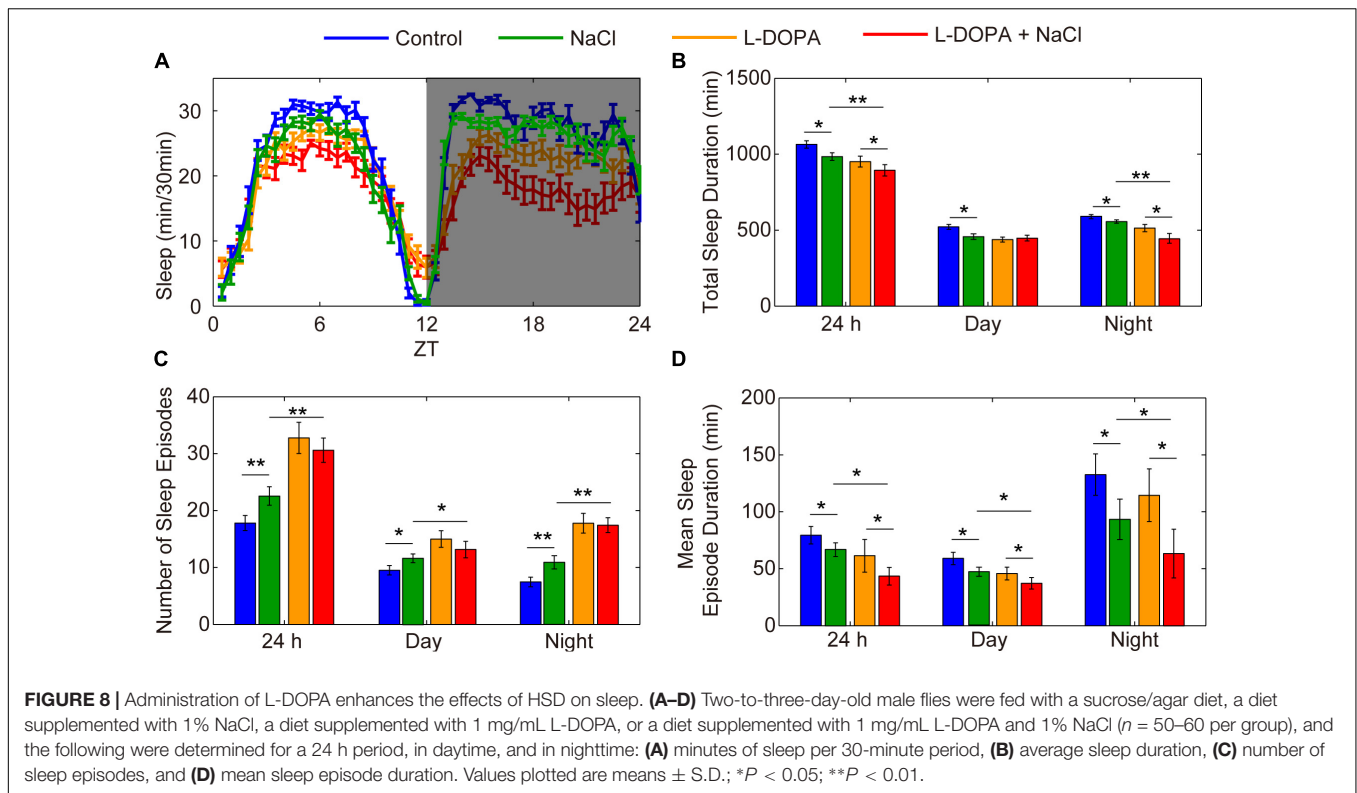 Control NaCl L-DOPA L-DOPA + NaCl
A
Sleep (min/30min)
30
20
10
0
0 6 12 18 24
ZT
B
Total Sleep Duration (min)
1500
1000
500
0
** * *
*
** * *
24 h Day Night
C
Number of Sleep Episodes
40
30
20
10
0
** **
* *
** **
24 h Day Night
D
Mean Sleep
Episode Duration (min)
200
150
100
50
0
* * *
* * *
* * *
24 h Day Night
FIGURE 8 | Administration of L-DOPA enhances the effects of HSD on sleep. (A–D) Two-to-three-day-old male flies were fed with a sucrose/agar diet, a diet
supplemented with 1% NaCl, a diet supplemented with 1 mg/mL L-DOPA, or a diet supplemented with 1 mg/mL L-DOPA and 1% NaCl (n = 50–60 per group), and
the following were determined for a 24 h period, in daytime, and in nighttime: (A) minutes of sleep per 30-minute period, (B) average sleep duration, (C) number of
sleep episodes, and (D) mean sleep episode duration. Values plotted are means ± S.D.; *P < 0.05; **P < 0.01.